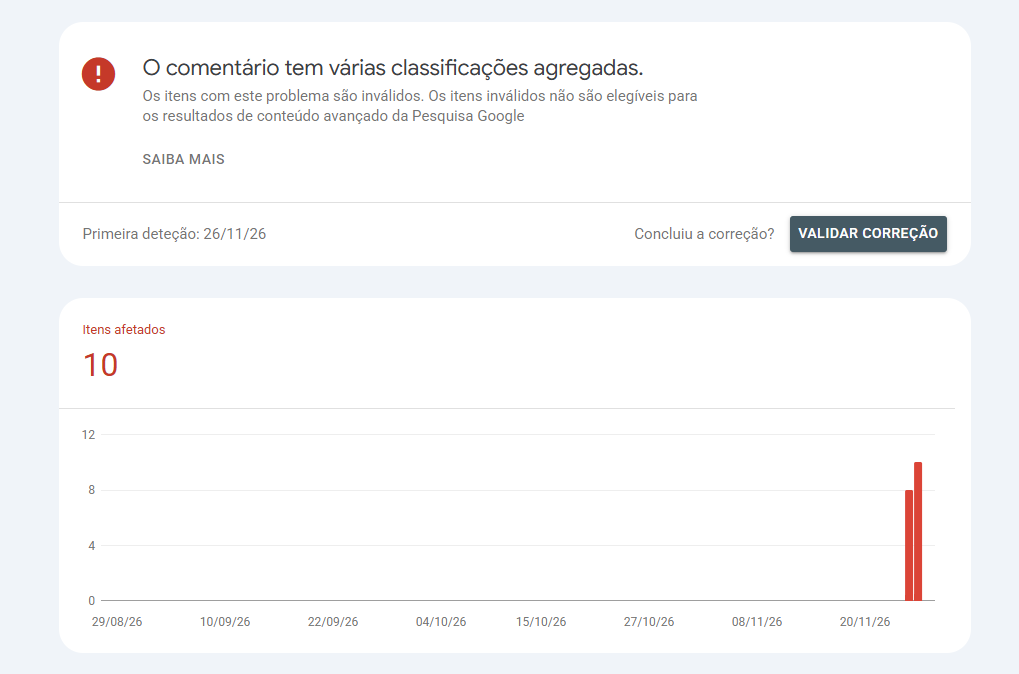 O comentário tem várias classificações agregadas.
Os itens com este problema são inválidos. Os itens inválidos não são elegíveis para
os resultados de conteúdo avançado da Pesquisa Google
SAIBA MAIS
Primeira deteção: 26/11/26
Concluiu a correção?
VALIDAR CORREÇÃO
Itens afetados
10
12
8
4
0
29/08/26
10/09/26
22/09/26
04/10/26
15/10/26
27/10/26
08/11/26
20/11/26